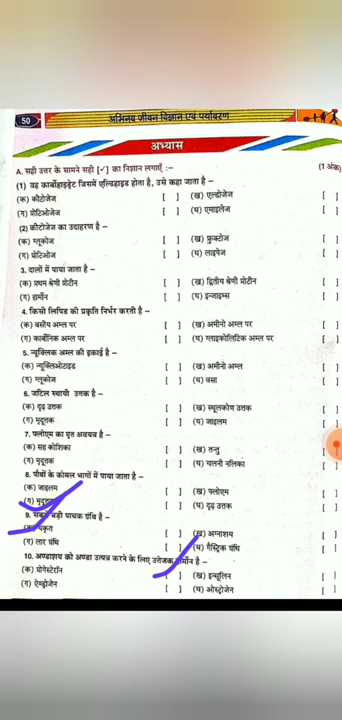 50
अभिनव जीवन विज्ञान एवं पर्यावरण
अभ्यास
A. सही उत्तर के सामने सही [✓] का निशान लगाएँ :– (1 अंक)
(1) वह कार्बोहाइड्रेट जिसमें एल्डिहाइड होता है, उसे कहा जाता है –
(क) कीटोजेज [ ] (ख) एल्डोजेज [ ]
(ग) प्रोटिओजेज [ ] (घ) एमाइलेज [ ]
(2) कीटोजेज का उदाहरण है –
(क) ग्लूकोज [ ] (ख) फ्रुक्टोज [ ]
(ग) प्रोटिओज [ ] (घ) लाइपेज [ ]
3. दालों में पाया जाता है –
(क) प्रथम श्रेणी प्रोटीन [ ] (ख) द्वितीय श्रेणी प्रोटीन [ ]
(ग) हार्मोन [ ] (घ) इन्जाइम्स [ ]
4. किसी लिपिड की प्रकृति निर्भर करती है –
(क) वसीय अम्ल पर [ ] (ख) अमीनो अम्ल पर [ ]
(ग) कार्बोनिक अम्ल पर [ ] (घ) ग्लाइकोलिटिक अम्ल पर [ ]
5. न्यूक्लिक अम्ल की इकाई है –
(क) न्यूक्लिओटाइड [ ] (ख) अमीनो अम्ल [ ]
(ग) ग्लूकोज [ ] (घ) वसा [ ]
6. जटिल स्थायी उत्तक है –
(क) दृढ़ उत्तक [ ] (ख) स्थूलकोण उत्तक [ ]
(ग) मृदूतक [ ] (घ) जाइलम [ ]
7. फ्लोएम का मृत अवयव है –
(क) सह कोशिका [ ] (ख) तन्तु [ ]
(ग) मृदूतक [ ] (घ) चलनी नलिका [ ]
8. पौधों के कोमल भागों में पाया जाता है –
(क) जाइलम [ ] (ख) फ्लोएम [ ]
(ग) [ ] (घ) दृढ़ उत्तक [ ]
9. सबसे बड़ी पाचक ग्रंथि है –
(क) यकृत [ ] (ख) अग्नाशय [ ]
(ग) लार ग्रंथि [ ] (घ) गैस्ट्रिक ग्रंथि [ ]
10. अण्डाशय को अण्डा उत्पन्न करने के लिए उत्तेजक हार्मोन है –
(क) प्रोगेस्टेरॉन [ ] (ख) इन्सूलिन [ ]
(ग) ऐन्ड्रोजेन [ ] (घ) ओस्ट्रोजेन [ ]